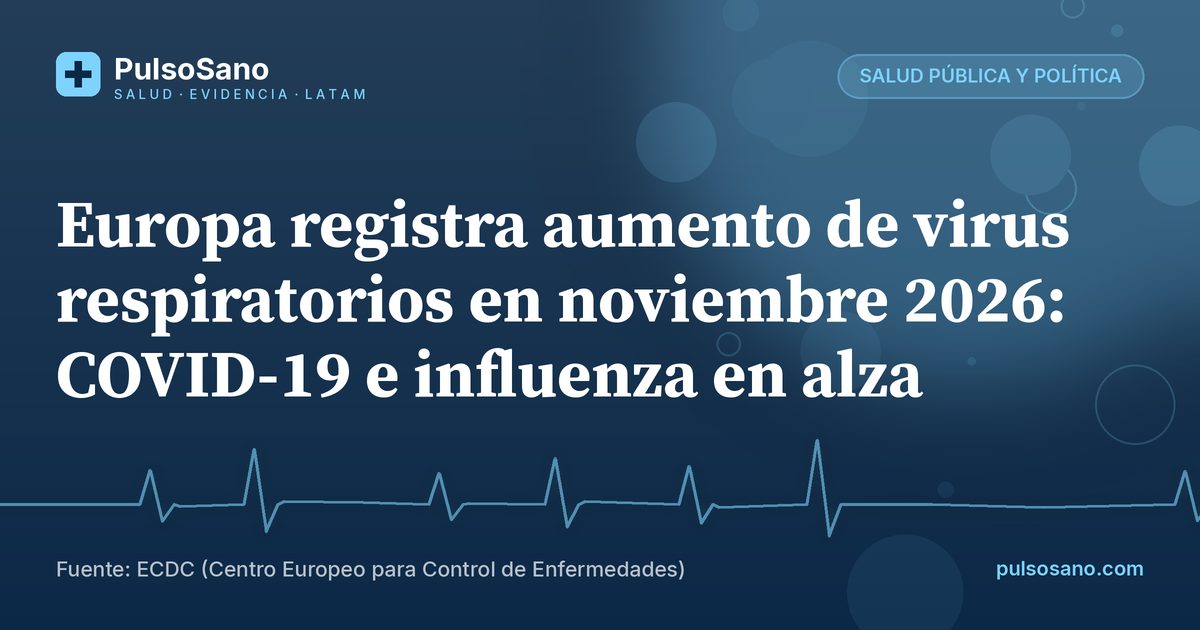 PulsoSano
SALUD · EVIDENCIA · LATAM
SALUD PÚBLICA Y POLÍTICA
Europa registra aumento de virus
respiratorios en noviembre 2026:
COVID-19 e influenza en alza
Fuente: ECDC (Centro Europeo para Control de Enfermedades)
pulsosano.com